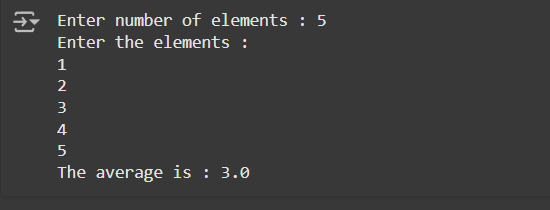 Enter number of elements : 5
Enter the elements :
1
2
3
4
5
The average is : 3.0